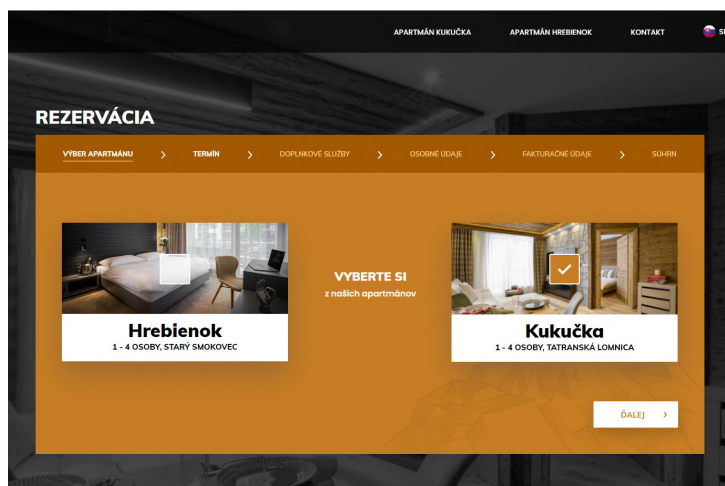 APARTMÁN KUKUČKA APARTMÁN HREBIENOK KONTAKT
REZERVÁCIA
VÝBER APARTMÁNU > TERMÍN > DOPLNKOVÉ SLUŽBY > OSOBNÉ ÚDAJE > FAKTURAČNÉ ÚDAJE > SÚHRN
VYBERTE SI
z našich apartmánov
Hrebienok
1 - 4 OSOBY, STARÝ SMOKOVEC
Kukučka
1 - 4 OSOBY, TATRANSKÁ LOMNICA
ĎALEJ >